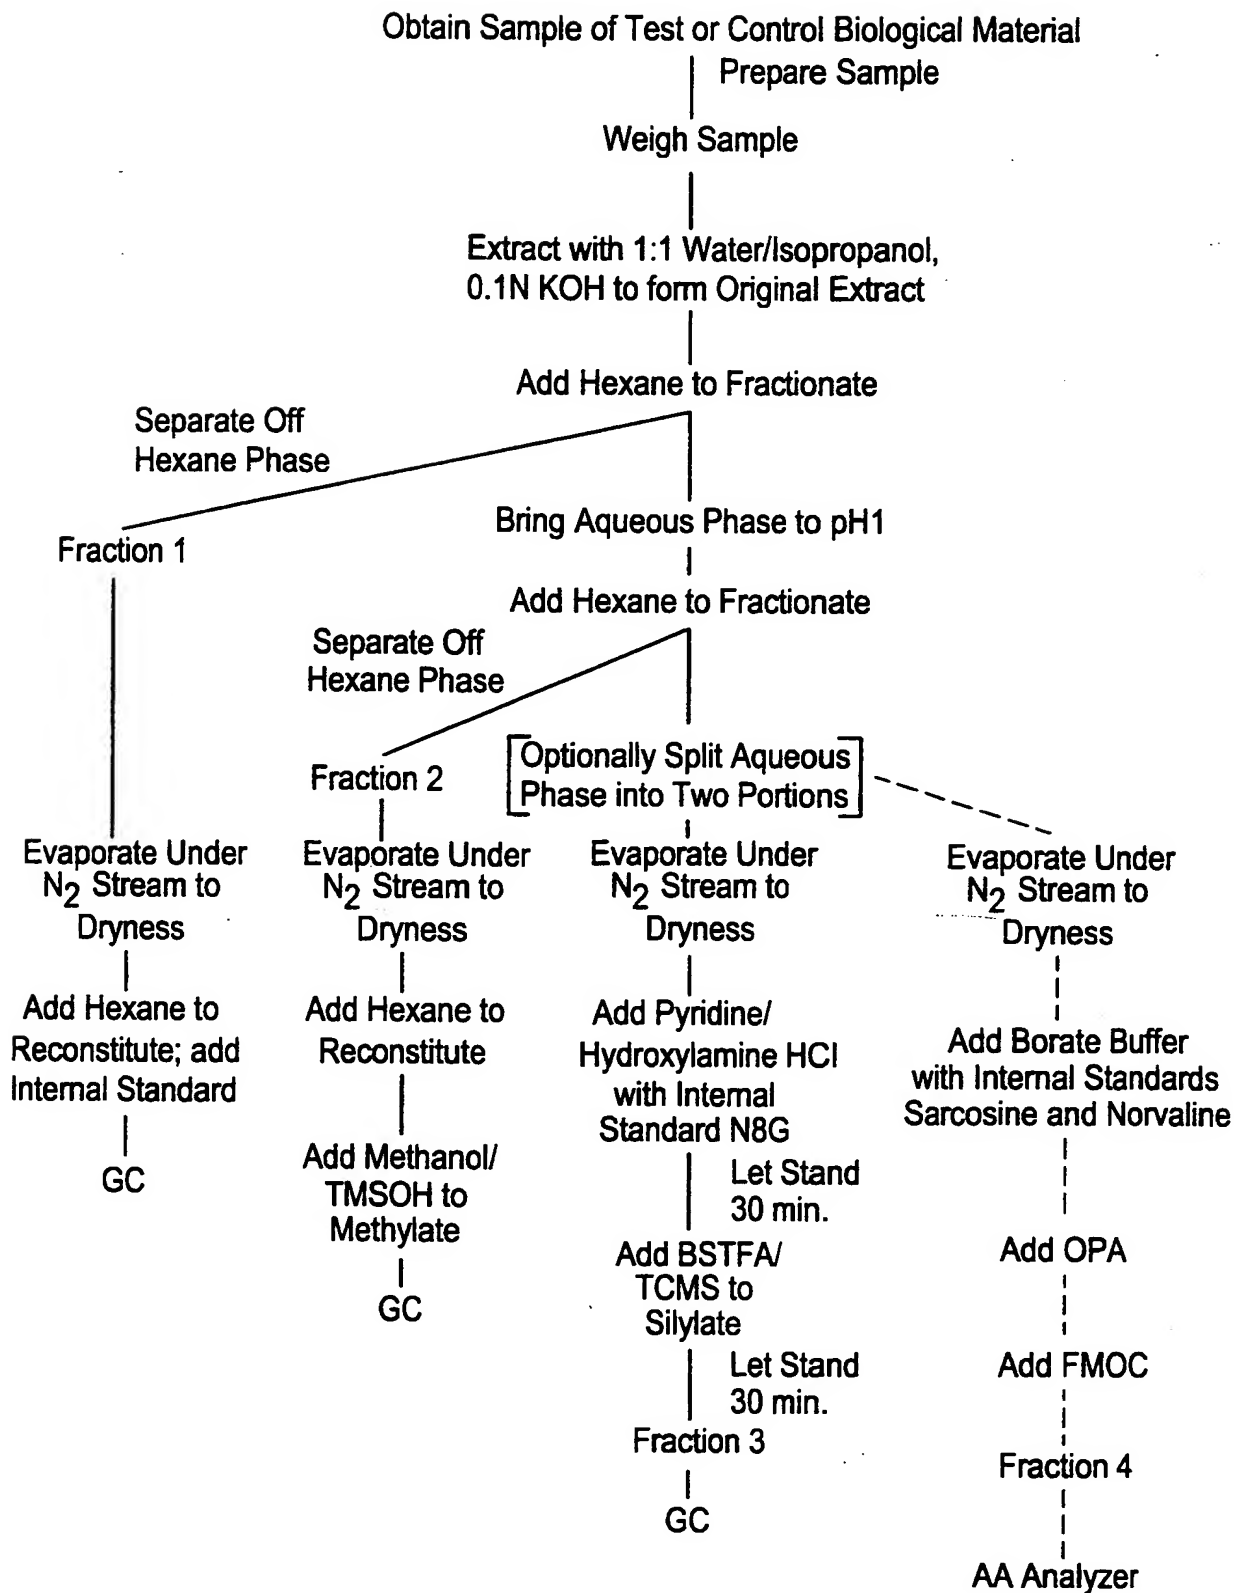 Obtain Sample of Test or Control Biological Material
Prepare Sample
Weigh Sample
Extract with 1:1 Water/Isopropanol,
0.1N KOH to form Original Extract
Add Hexane to Fractionate
Separate Off
Hexane Phase
Fraction 1
Bring Aqueous Phase to pH1
Add Hexane to Fractionate
Separate Off
Hexane Phase
Fraction 2
[Optionally Split Aqueous
Phase into Two Portions]
Evaporate Under
N2 Stream to
Dryness
Add Hexane to
Reconstitute; add
Internal Standard
GC
Evaporate Under
N2 Stream to
Dryness
Add Hexane to
Reconstitute
Add Methanol/
TMSOH to
Methylate
GC
Evaporate Under
N2 Stream to
Dryness
Add Pyridine/
Hydroxylamine HCl
with Internal
Standard N8G
Let Stand
30 min.
Add BSTFA/
TCMS to
Silylate
Let Stand
30 min.
Fraction 3
GC
Evaporate Under
N2 Stream to
Dryness
Add Borate Buffer
with Internal Standards
Sarcosine and Norvaline
Add OPA
Add FMOC
Fraction 4
AA Analyzer